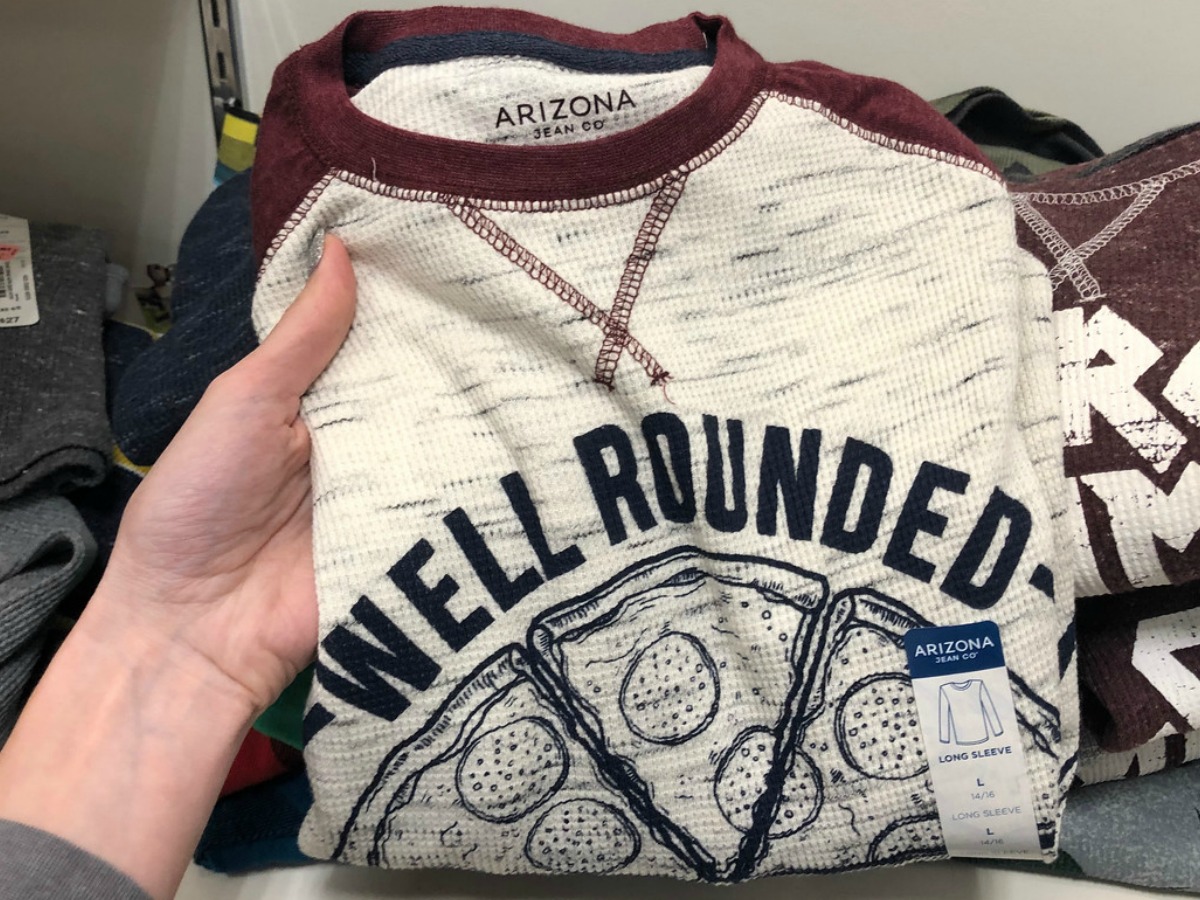 ARIZONA
JEAN CO
WELL ROUNDED
ARIZONA
JEAN CO
LONG SLEEVE
L
14/16
LONG SLEEVE
L
14/16